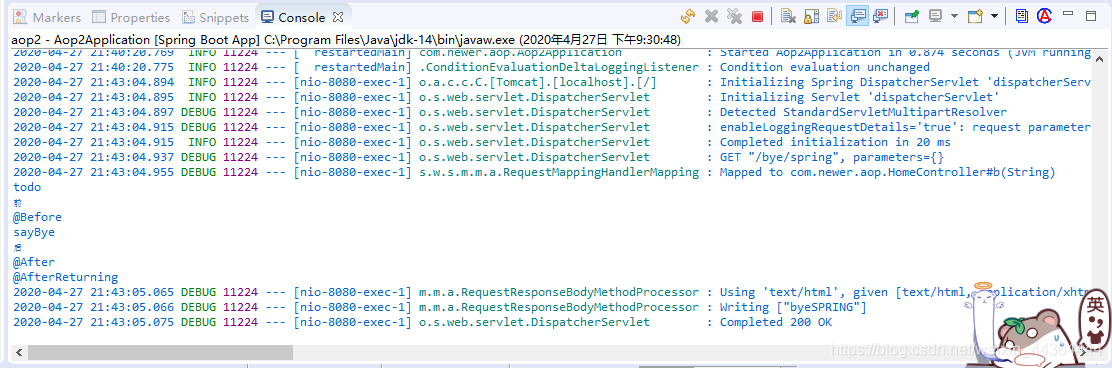 Markers Properties Snippets Console
aop2 - Aop2Application [Spring Boot App] C:\Program Files\Java\jdk-14\bin\javaw.exe (2020年4月27日 下午9:30:48)
2020-04-27 21:40:20.769 INFO 11224 --- [ restartedMain] com.newer.aop.Aop2Application : Started Aop2Application in 0.874 seconds (JVM running
2020-04-27 21:40:20.775 INFO 11224 --- [ restartedMain] .ConditionEvaluationDeltaLoggingListener : Condition evaluation unchanged
2020-04-27 21:43:04.894 INFO 11224 --- [nio-8080-exec-1] o.a.c.c.C.[Tomcat].[localhost].[/] : Initializing Spring DispatcherServlet 'dispatcherServ
2020-04-27 21:43:04.895 INFO 11224 --- [nio-8080-exec-1] o.s.web.servlet.DispatcherServlet : Initializing Servlet 'dispatcherServlet'
2020-04-27 21:43:04.897 DEBUG 11224 --- [nio-8080-exec-1] o.s.web.servlet.DispatcherServlet : Detected StandardServletMultipartResolver
2020-04-27 21:43:04.915 DEBUG 11224 --- [nio-8080-exec-1] o.s.web.servlet.DispatcherServlet : enableLoggingRequestDetails='true': request parameter
2020-04-27 21:43:04.915 INFO 11224 --- [nio-8080-exec-1] o.s.web.servlet.DispatcherServlet : Completed initialization in 20 ms
2020-04-27 21:43:04.937 DEBUG 11224 --- [nio-8080-exec-1] o.s.web.servlet.DispatcherServlet : GET "/bye/spring", parameters={}
2020-04-27 21:43:04.955 DEBUG 11224 --- [nio-8080-exec-1] s.w.s.m.m.a.RequestMappingHandlerMapping : Mapped to com.newer.aop.HomeController#b(String)
todo
前
@Before
sayBye
后
@After
@AfterReturning
2020-04-27 21:43:05.065 DEBUG 11224 --- [nio-8080-exec-1] m.m.a.RequestResponseBodyMethodProcessor : Using 'text/html', given [text/html, application/xht
2020-04-27 21:43:05.066 DEBUG 11224 --- [nio-8080-exec-1] m.m.a.RequestResponseBodyMethodProcessor : Writing ["byeSPRING"]
2020-04-27 21:43:05.075 DEBUG 11224 --- [nio-8080-exec-1] o.s.web.servlet.DispatcherServlet : Completed 200 OK
英